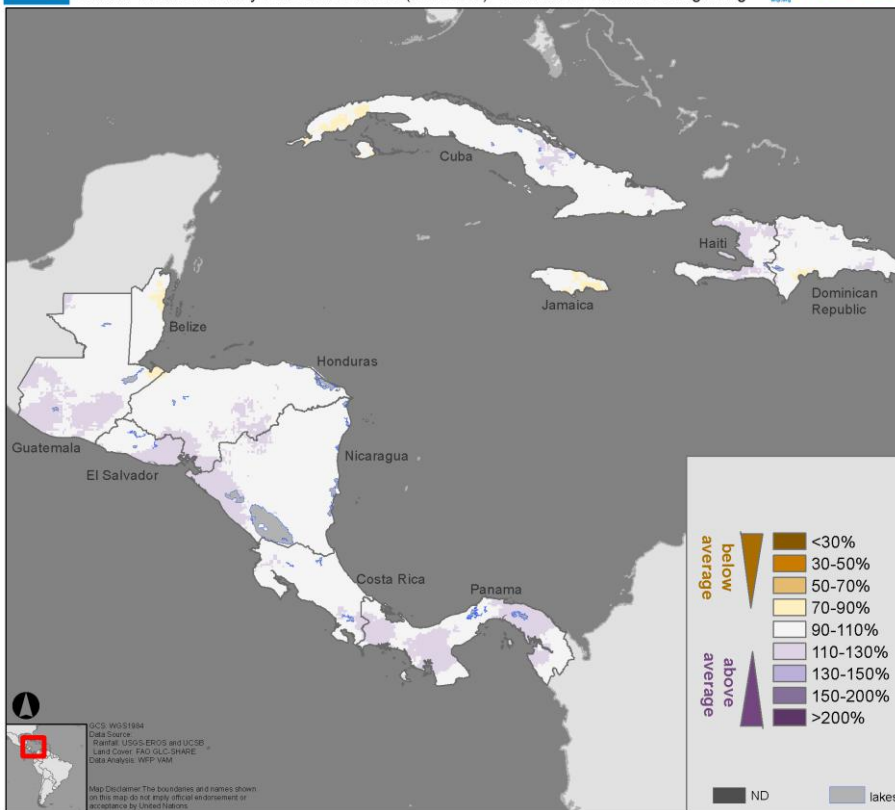 Cuba
Haiti
Jamaica
Dominican
Republic
Belize
Honduras
Guatemala
El Salvador
Nicaragua
Costa Rica
Panama
below
average
above
average
<30%
30-50%
50-70%
70-90%
90-110%
110-130%
130-150%
150-200%
>200%
ND
lakes
GCS: WGS1984
Data Source:
Rainfall: USGS-EROS and UCSB
Land Cover: FAO GLC-SHARE
Data Analysis: WFP VAM
Map Disclaimer:The boundaries and names shown
on this map do not imply official endorsement or
acceptance by United Nations